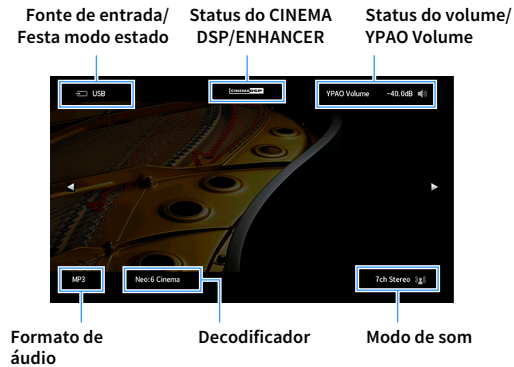 Fonte de entrada/
Festa modo estado
Status do CINEMA
DSP/ENHANCER
Status do volume/
YPAO Volume
USB
CINEMA DSP
YPAO Volume -40.0dB
MP3
Neo:6 Cinema
7ch Stereo
Formato de
áudio
Decodificador
Modo de som